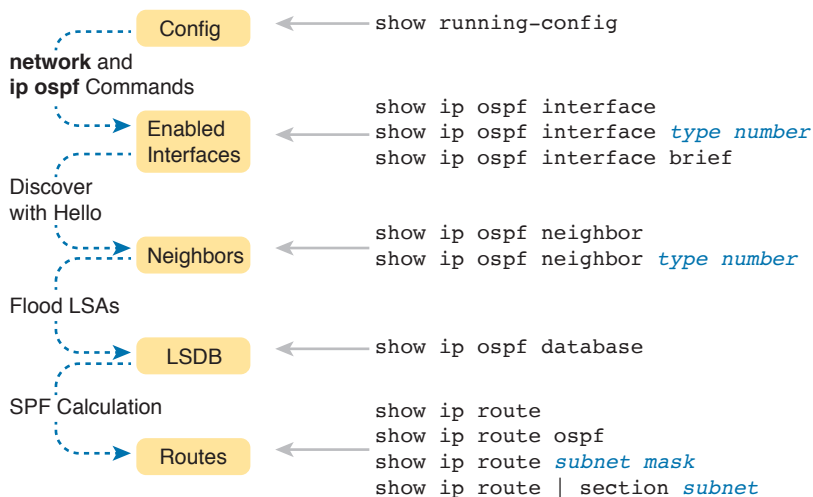 Config
show running-config
network and
ip ospf Commands
Enabled
Interfaces
show ip ospf interface
show ip ospf interface type number
show ip ospf interface brief
Discover
with Hello
Neighbors
show ip ospf neighbor
show ip ospf neighbor type number
Flood LSAs
LSDB
show ip ospf database
SPF Calculation
Routes
show ip route
show ip route ospf
show ip route subnet mask
show ip route | section subnet